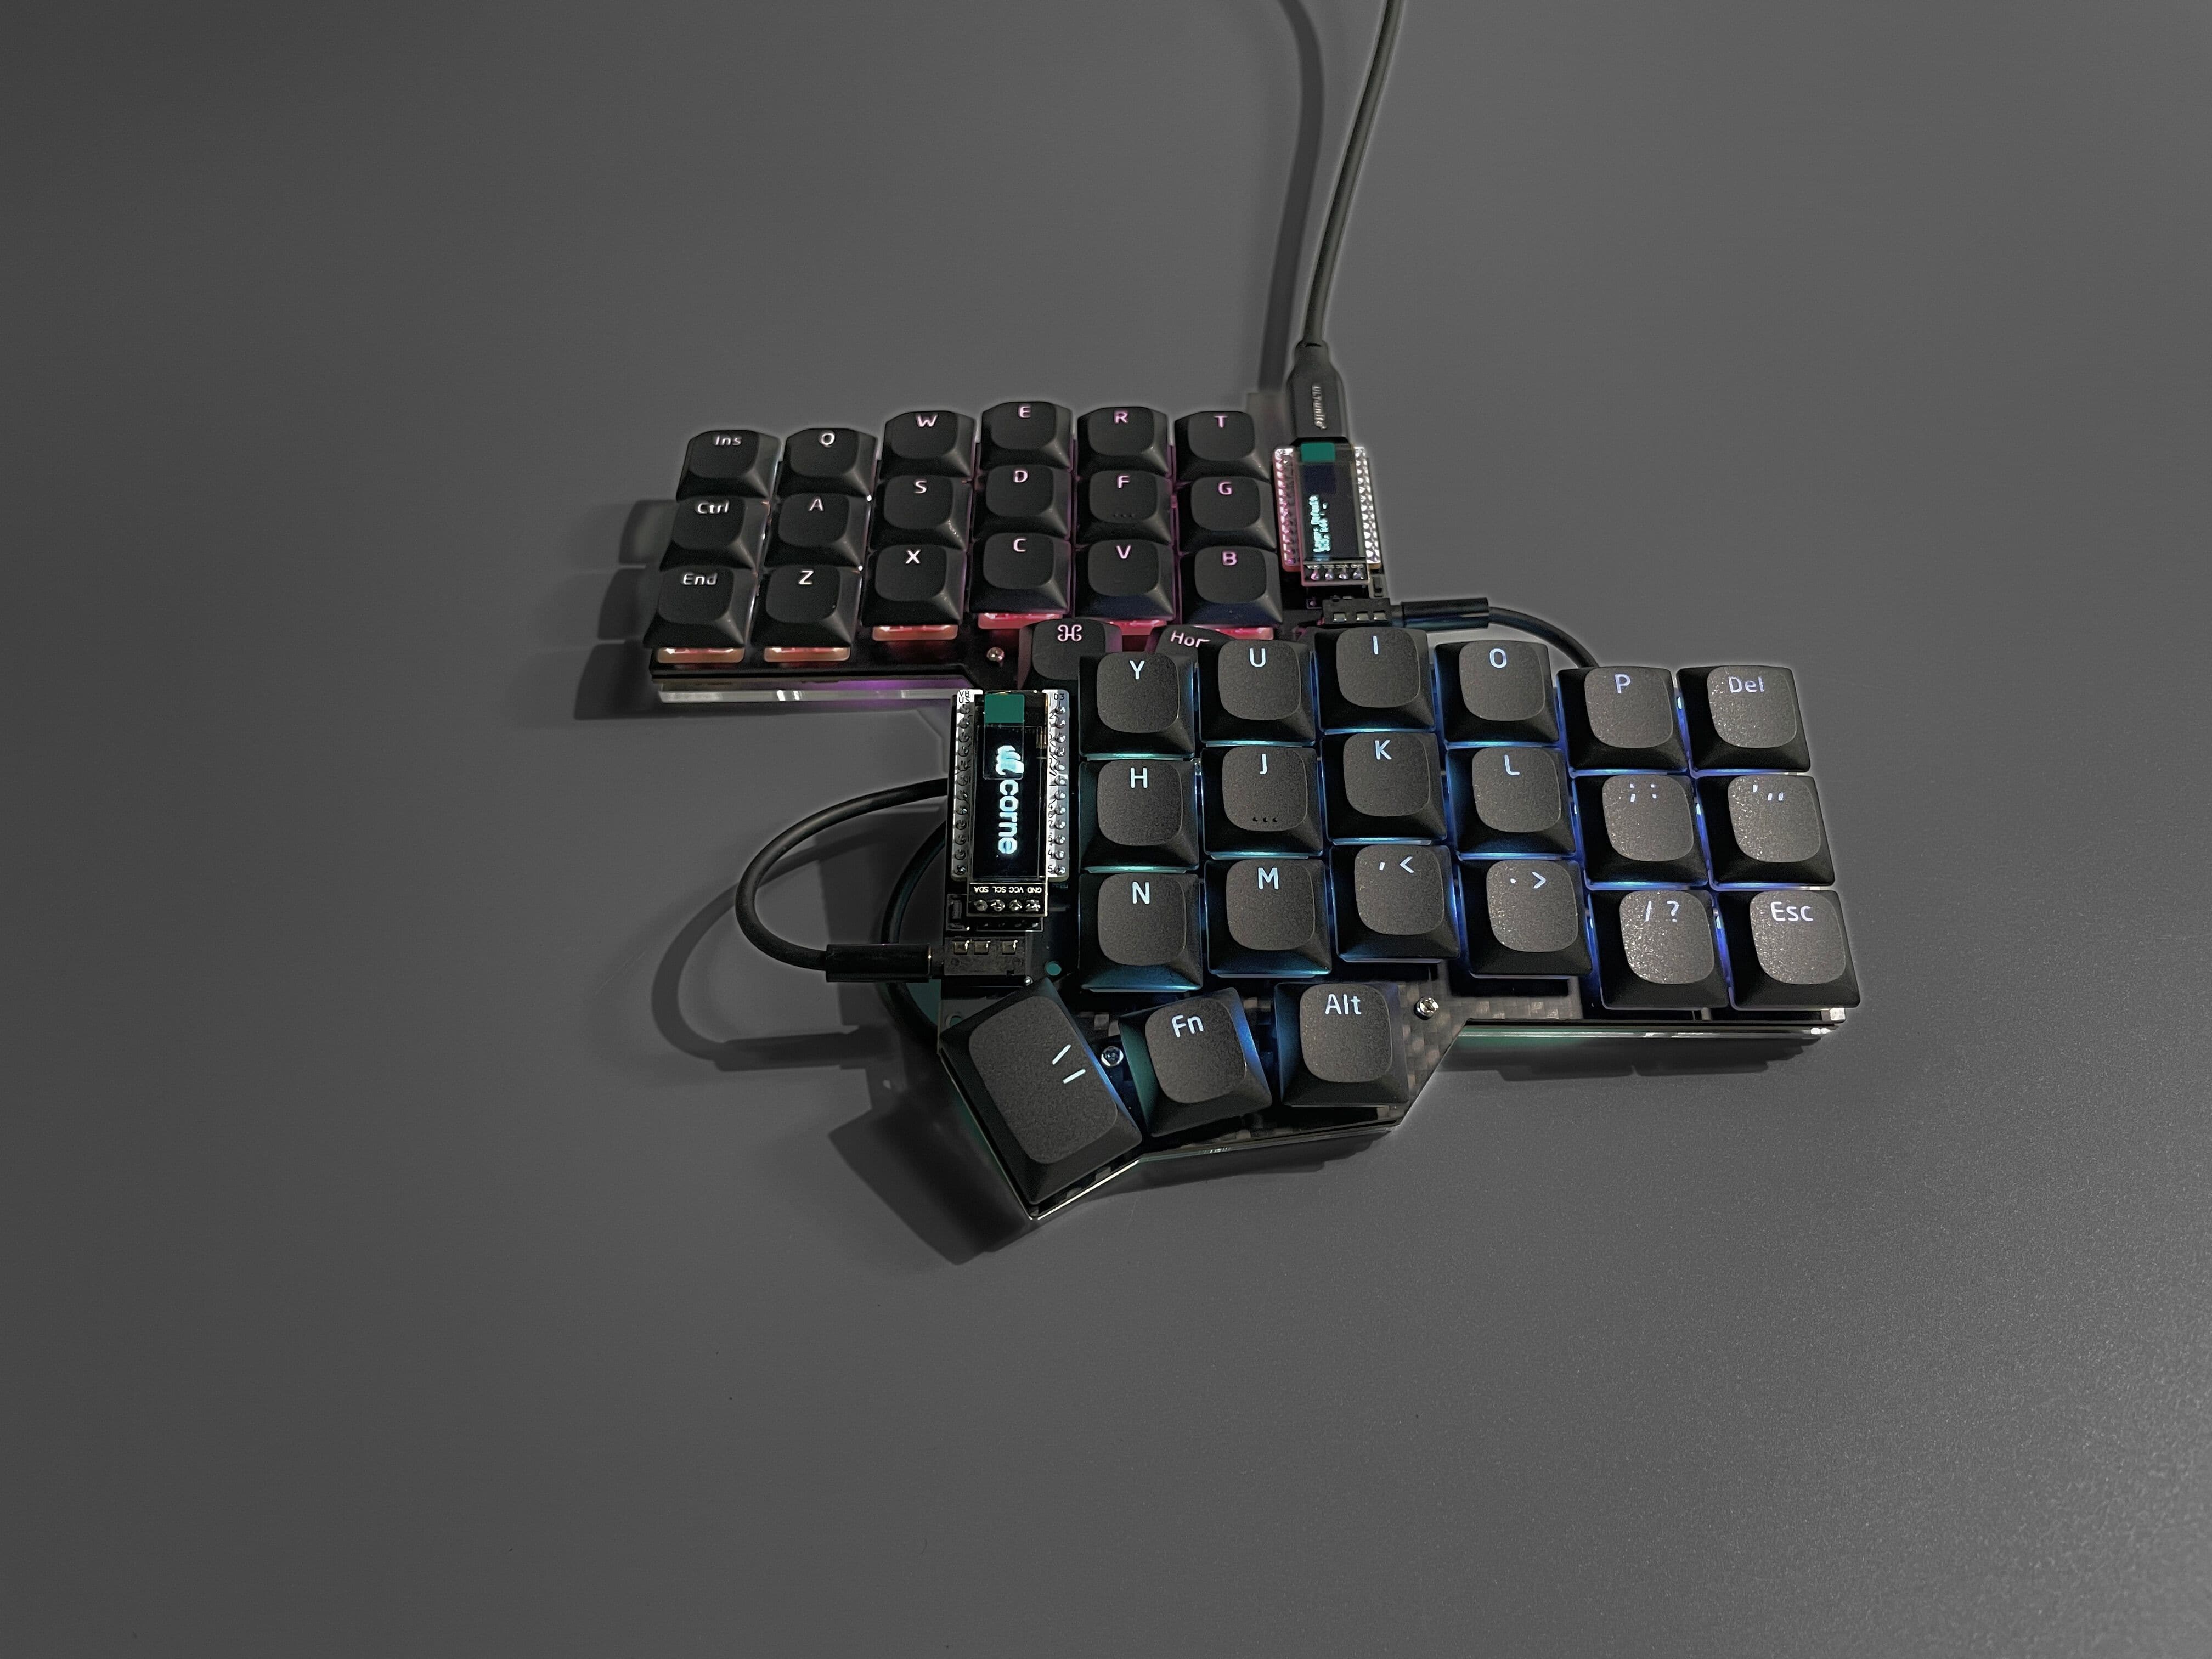 Ins Q W E R T
Ctrl A S D F G
End Z X C V B
⌘
Y U I O P Del
H J K L ; : ' "
N M , < . > / ? Esc
Fn Alt
corne
GND VCC SCL SDA